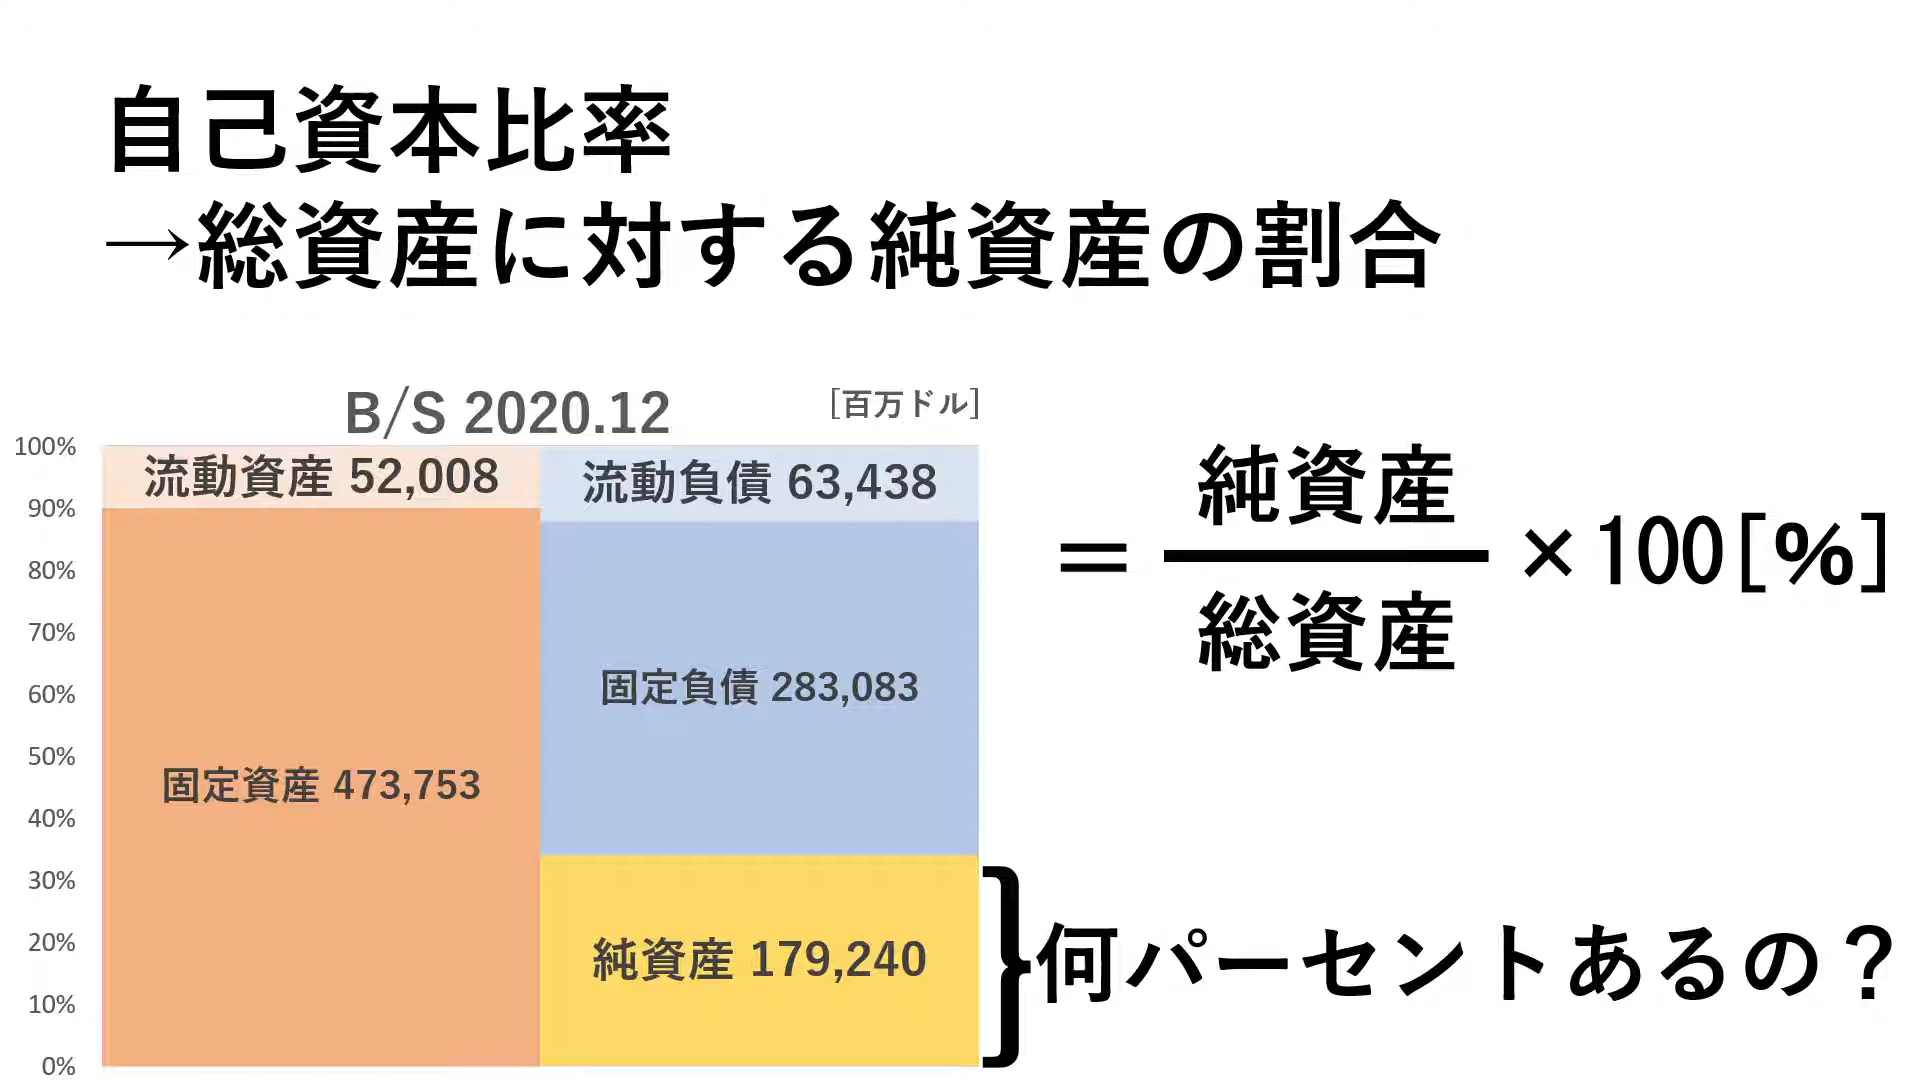 自己資本比率
→総資産に対する純資産の割合
B/S 2020.12
[百万ドル]
100%
90%
80%
70%
60%
50%
40%
30%
20%
10%
0%
流動資産 52,008
固定資産 473,753
流動負債 63,438
固定負債 283,083
純資産 179,240
純資産
= ×100[%]
総資産
}何パーセントあるの？